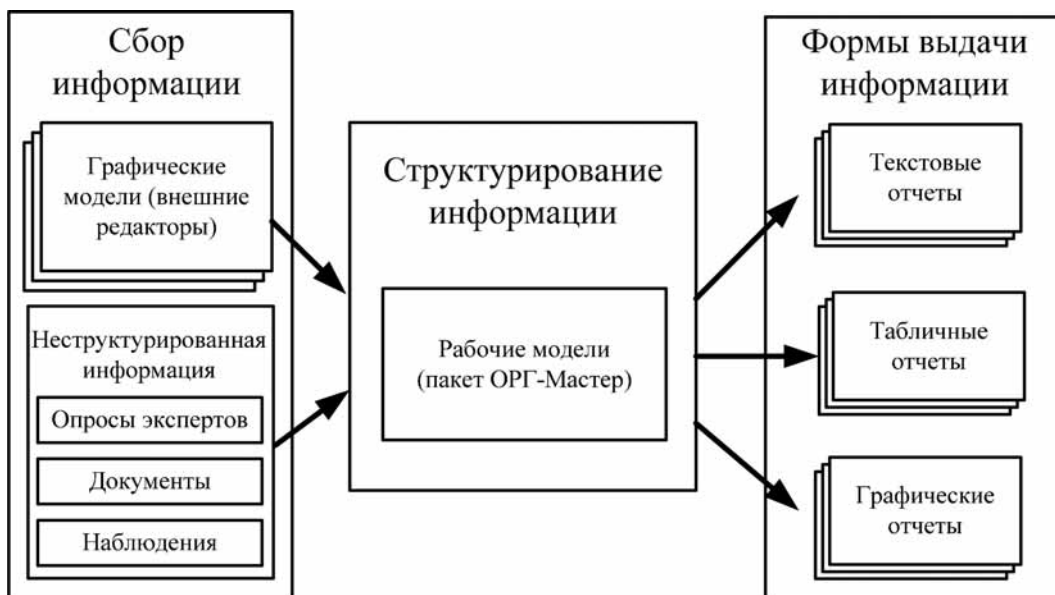 Сбор
информации
Графические
модели (внешние
редакторы)
Неструктурированная
информация
Опросы экспертов
Документы
Наблюдения
Структурирование
информации
Рабочие модели
(пакет ОРГ-Мастер)
Формы выдачи
информации
Текстовые
отчеты
Табличные
отчеты
Графические
отчеты